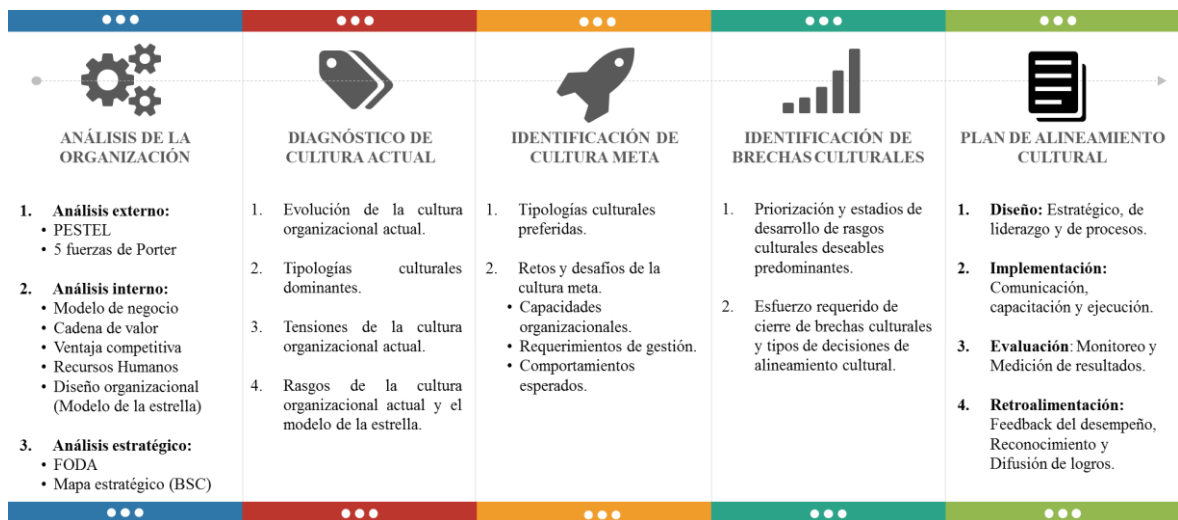 ANÁLISIS DE LA
ORGANIZACIÓN
1. Análisis externo:
• PESTEL
• 5 fuerzas de Porter
2. Análisis interno:
• Modelo de negocio
• Cadena de valor
• Ventaja competitiva
• Recursos Humanos
• Diseño organizacional
(Modelo de la estrella)
3. Análisis estratégico:
• FODA
• Mapa estratégico (BSC)
DIAGNÓSTICO DE
CULTURA ACTUAL
1. Evolución de la cultura
organizacional actual.
2. Tipologías culturales
dominantes.
3. Tensiones de la cultura
organizacional actual.
4. Rasgos de la cultura
organizacional actual y el
modelo de la estrella.
IDENTIFICACIÓN DE
CULTURA META
1. Tipologías culturales
preferidas.
2. Retos y desafíos de la
cultura meta.
• Capacidades
organizacionales.
• Requerimientos de gestión.
• Comportamientos
esperados.
IDENTIFICACIÓN DE
BRECHAS CULTURALES
1. Priorización y estadios de
desarrollo de rasgos
culturales deseables
predominantes.
2. Esfuerzo requerido de
cierre de brechas culturales
y tipos de decisiones de
alineamiento cultural.
PLAN DE ALINEAMIENTO
CULTURAL
1. Diseño: Estratégico, de
liderazgo y de procesos.
2. Implementación:
Comunicación,
capacitación y ejecución.
3. Evaluación: Monitoreo y
Medición de resultados.
4. Retroalimentación:
Feedback del desempeño,
Reconocimiento y
Difusión de logros.